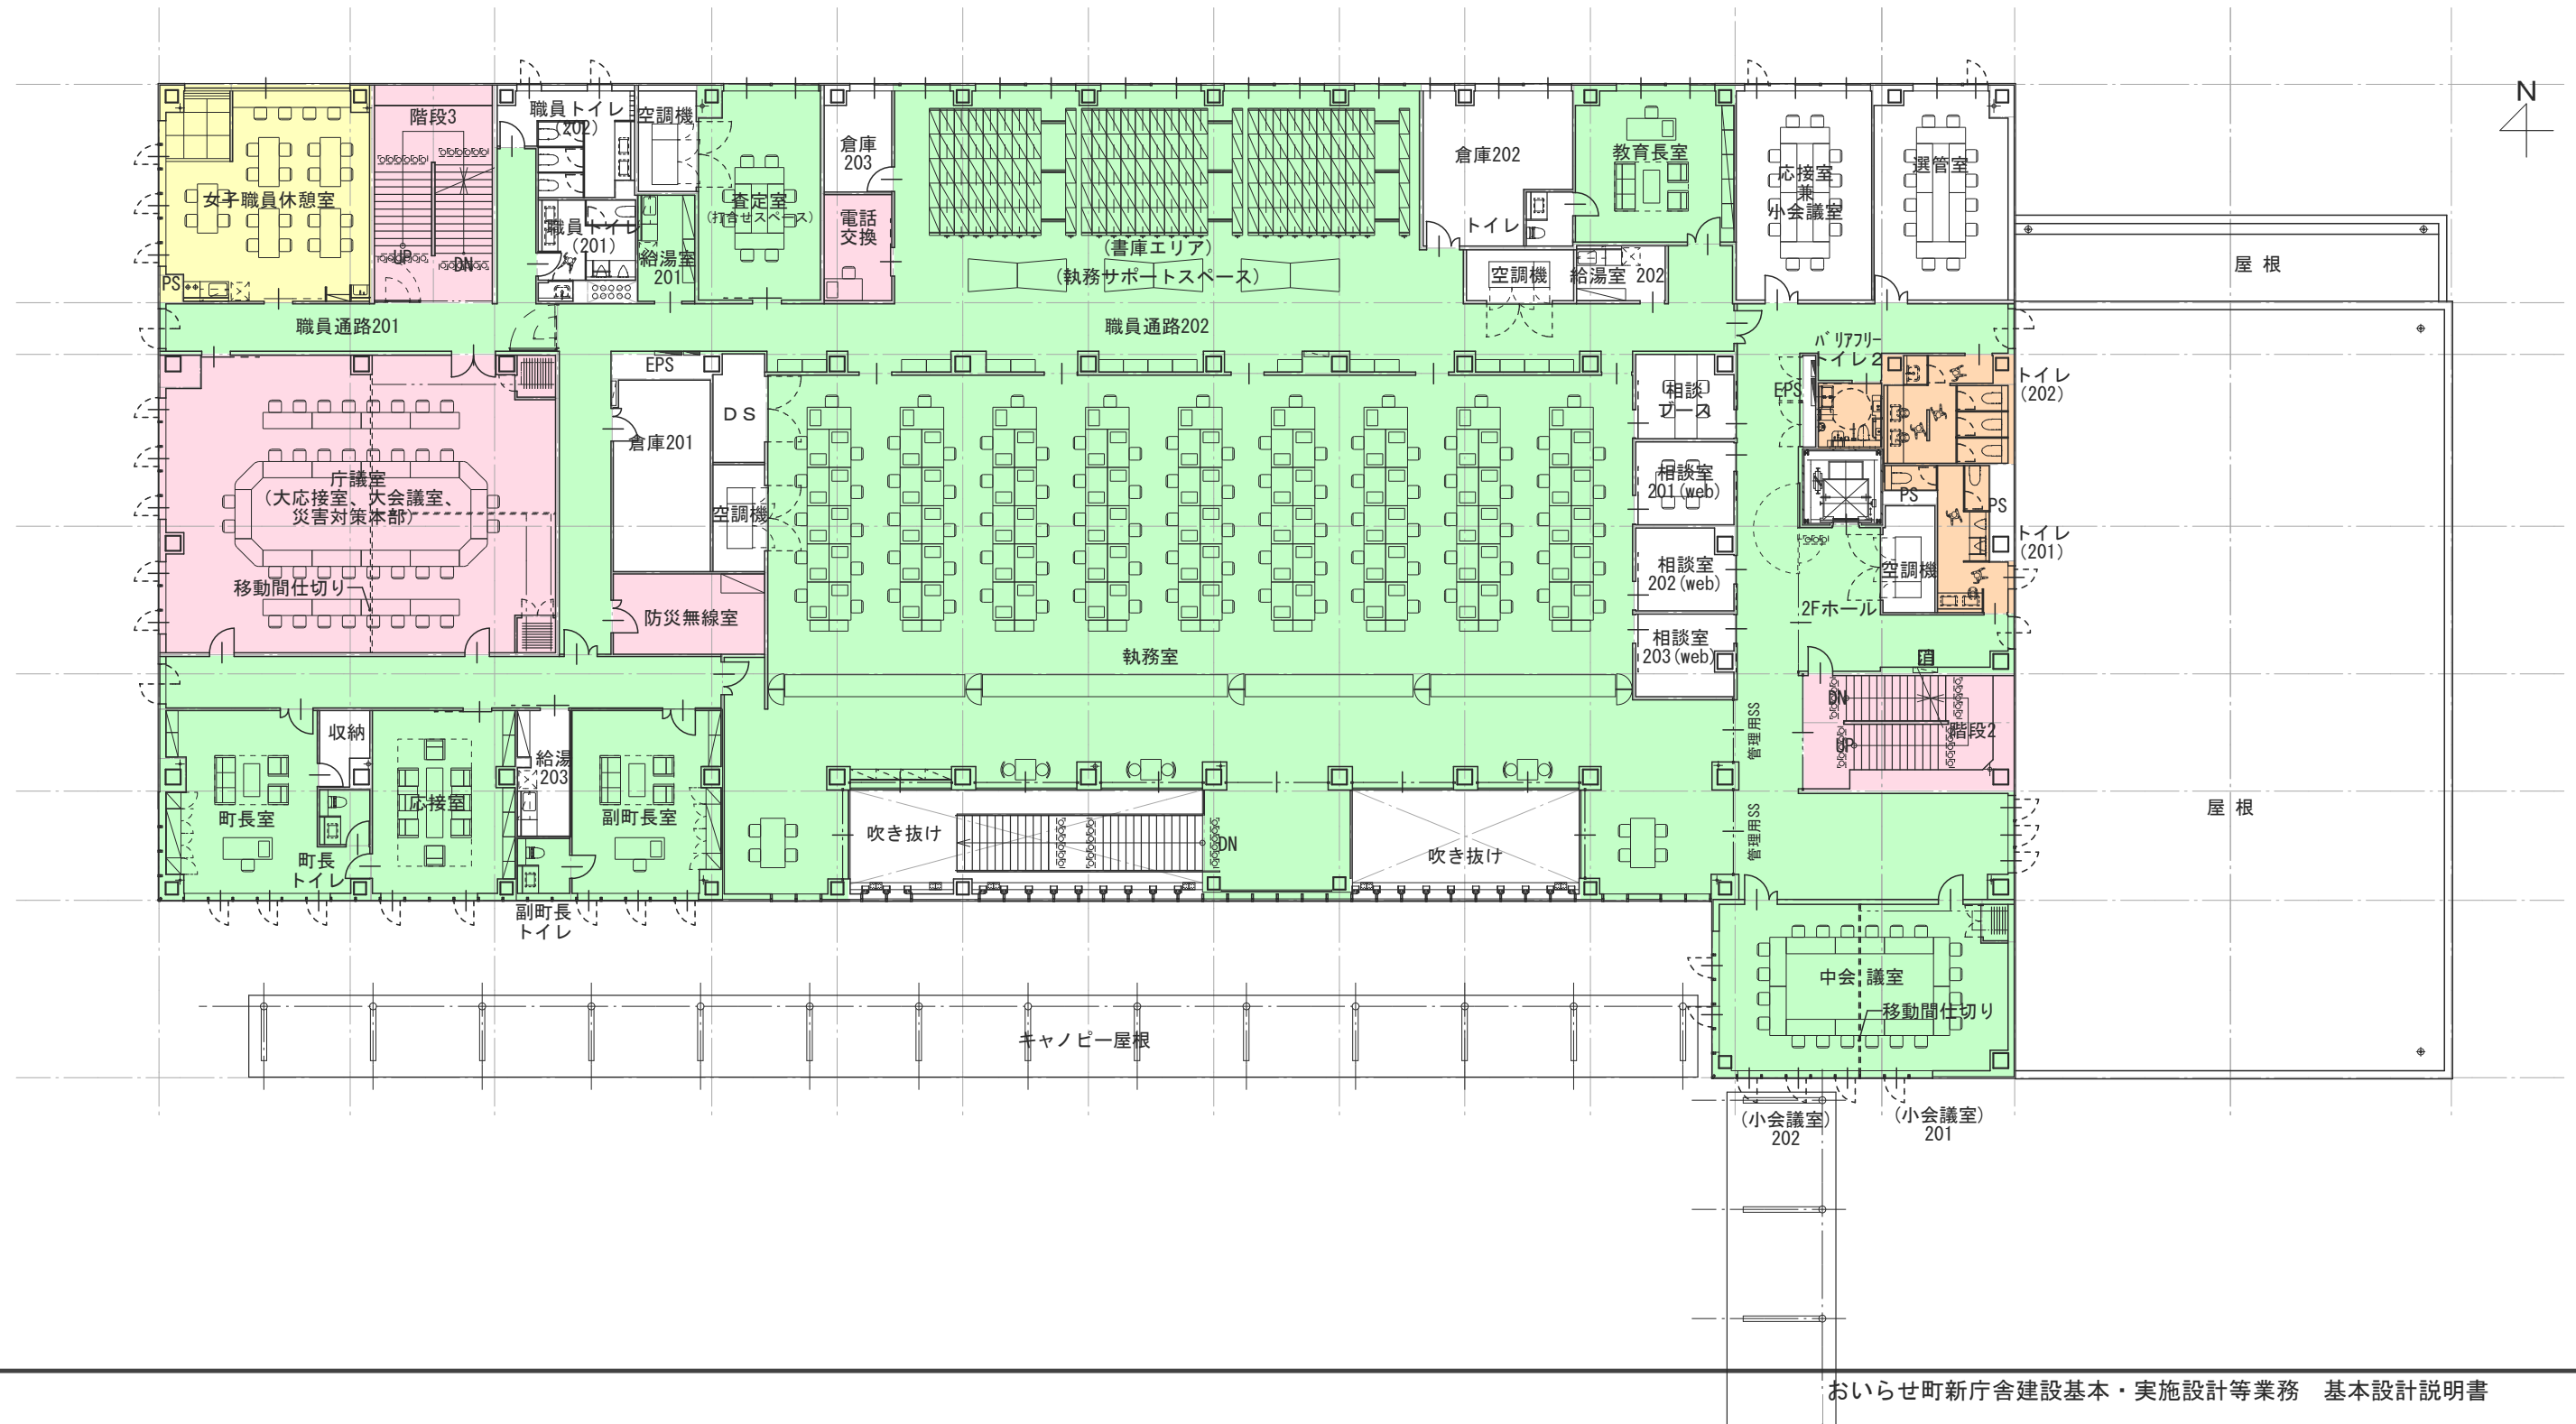 N
階段3
職員トイレ
(202)
空調機
倉庫
203
倉庫202
教育長室
応接室
兼
小会議室
選管室
女子職員休憩室
査定室
(打合せスペース)
電話
交換
職員トイレ
(201)
トイレ
(書庫エリア)
(執務サポートスペース)
給湯室
201
空調機
給湯室 202
屋 根
UP
DN
PS
職員通路201
職員通路202
バリアフリー
トイレ2
EPS
DS
相談
ブース
EPS
トイレ
(202)
倉庫201
庁議室
(大応接室、大会議室、
災害対策本部)
相談室
201(web)
PS
PS
空調機
トイレ
(201)
相談室
202(web)
空調機
移動間仕切り
防災無線室
2Fホール
相談室
203(web)
執務室
消
DN
UP
階段2
管理用SS
収納
給湯
203
応接室
町長室
副町長室
町長
トイレ
吹き抜け
DN
吹き抜け
管理用SS
屋 根
副町長
トイレ
中会 議室
移動間仕切り
キャノピー屋根
(小会議室)
202
(小会議室)
201
おいらせ町新庁舎建設基本・実施設計等業務　基本設計説明書